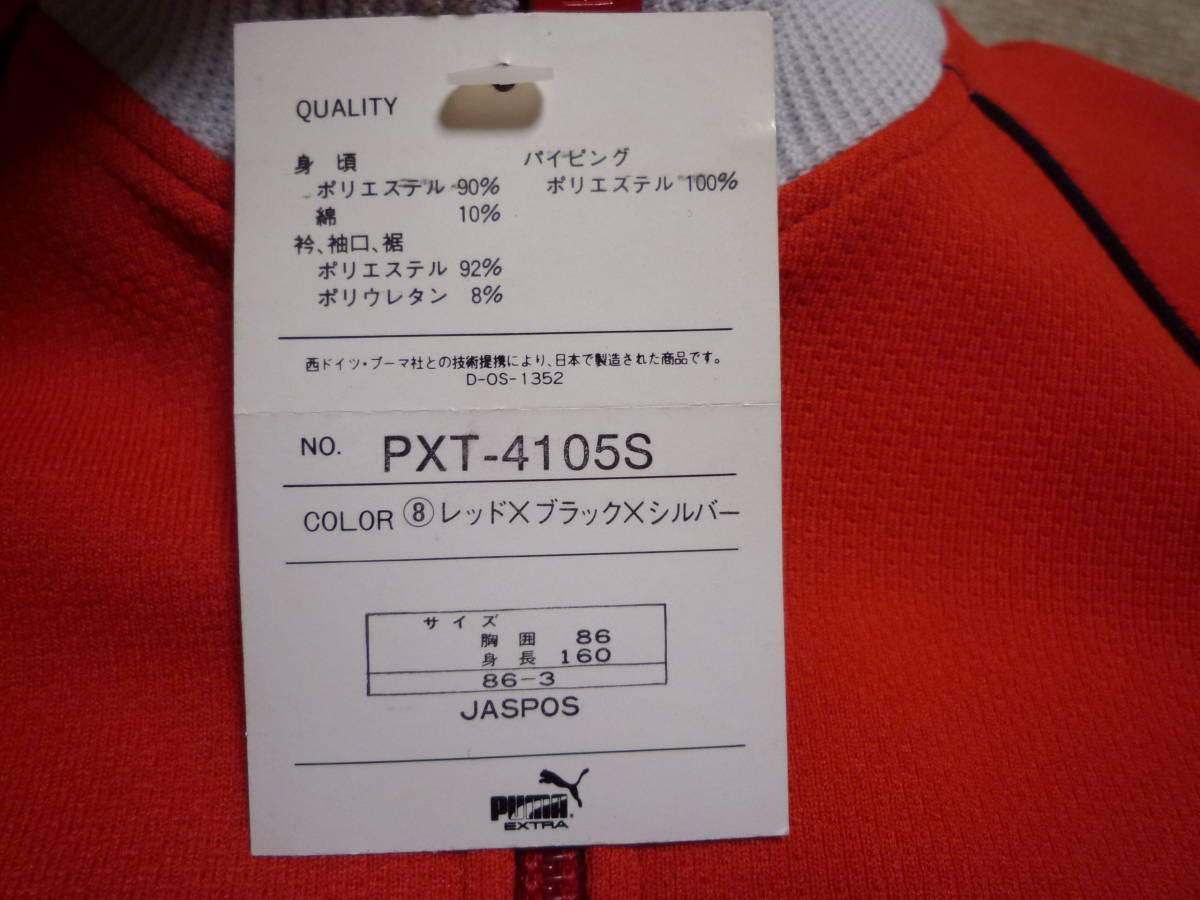 QUALITY
身 頃
ポリエステル 90%
綿 10%
衿、袖口、裾
ポリエステル 92%
ポリウレタン 8%
パイピング
ポリエステル 100%
西ドイツ・プーマ社との技術提携により、日本で製造された商品です。
D-OS-1352
NO. PXT-4105S
COLOR ⑧レッド×ブラック×シルバー
サイズ
胸 囲 86
身 長 160
86-3
JASPOS
PUMA
EXTRA